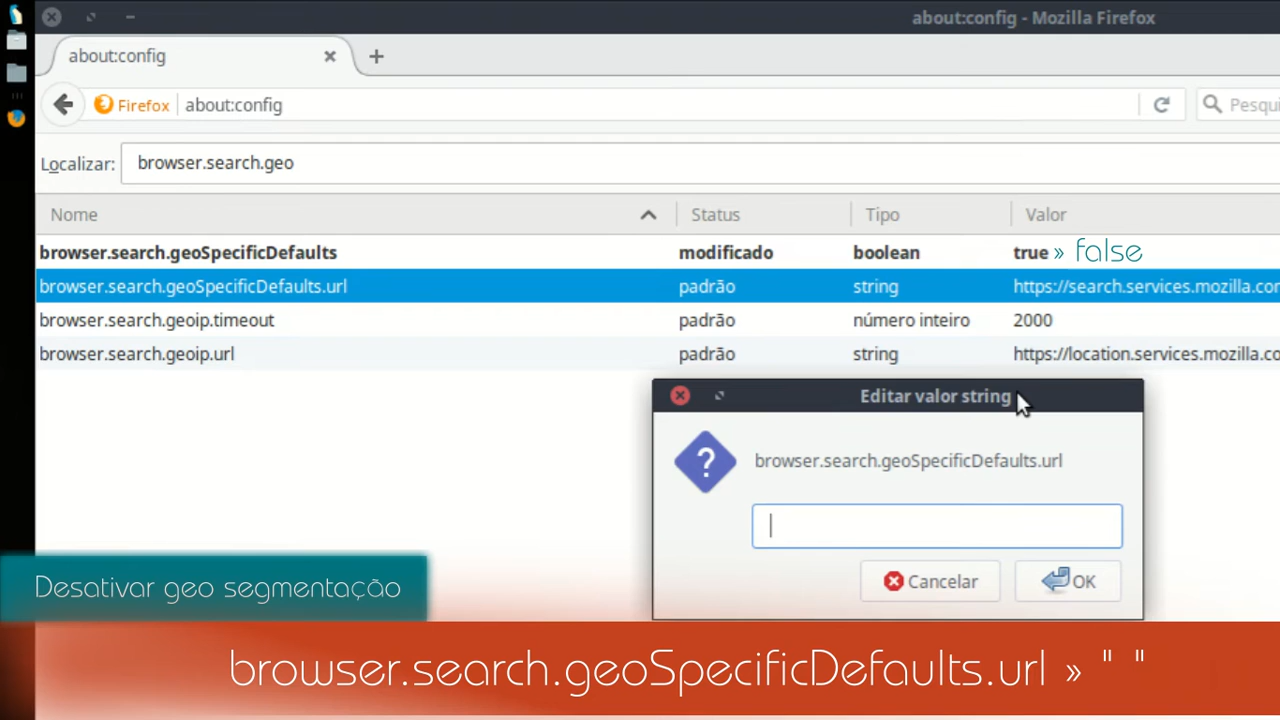 about:config - Mozilla Firefox
about:config
Firefox about:config Pesqui
Localizar: browser.search.geo
Nome Status Tipo Valor
browser.search.geoSpecificDefaults modificado boolean true » false
browser.search.geoSpecificDefaults.url padrão string https://search.services.mozilla.co
browser.search.geoip.timeout padrão número inteiro 2000
browser.search.geoip.url padrão string https://location.services.mozilla.co
Editar valor string
?
browser.search.geoSpecificDefaults.url
Cancelar OK
Desativar geo segmentação
browser.search.geoSpecificDefaults.url » " "